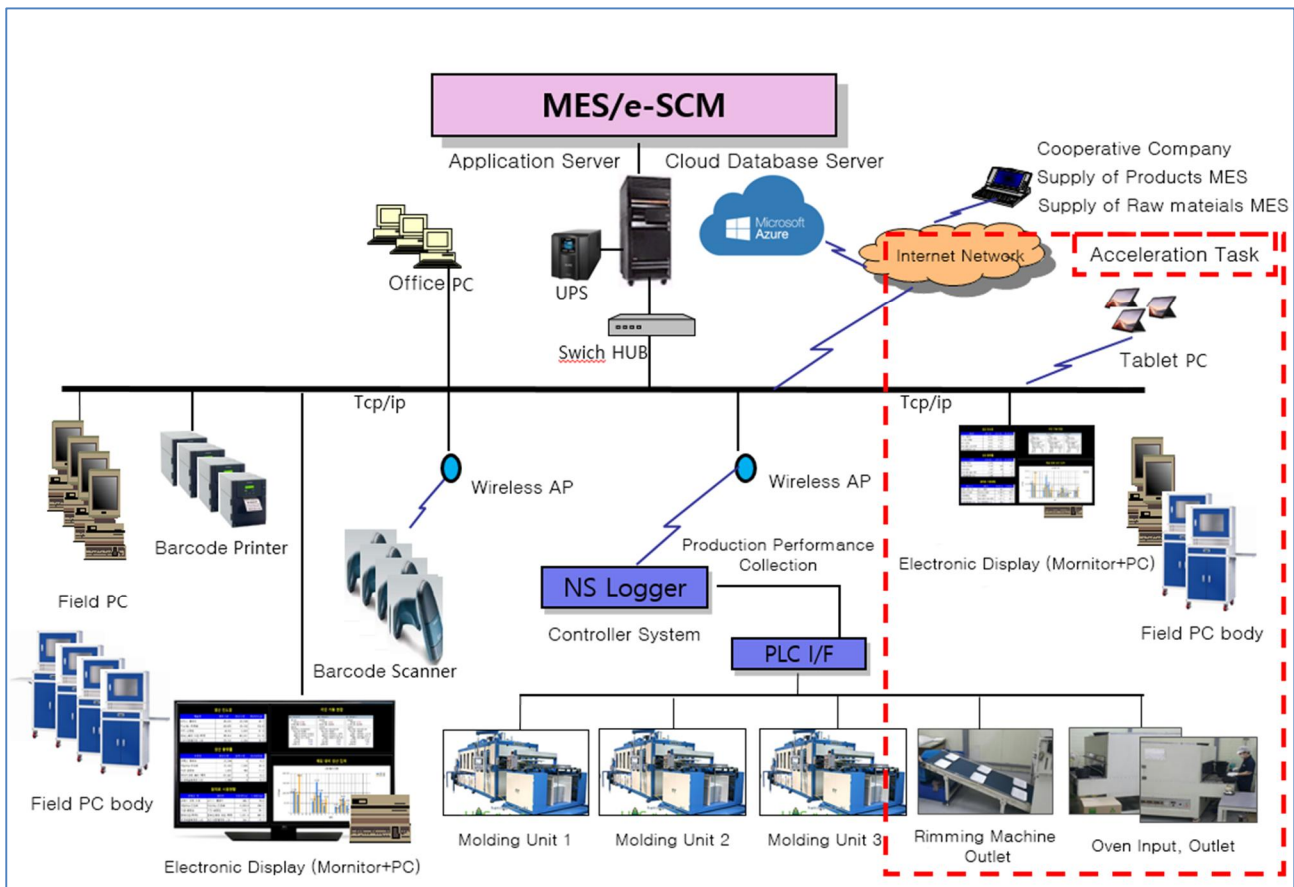 MES/e-SCM
Application Server
Cloud Database Server
Cooperative Company
Supply of Products MES
Supply of Raw mateials MES
Microsoft
Azure
Internet Network
Acceleration Task
Office PC
UPS
Swich HUB
Tablet PC
Tcp/ip
Tcp/ip
Wireless AP
Wireless AP
Barcode Printer
Field PC
Barcode Scanner
Production Performance
Collection
NS Logger
Controller System
PLC I/F
Electronic Display (Mornitor+PC)
Field PC body
Field PC body
Electronic Display (Mornitor+PC)
Molding Unit 1
Molding Unit 2
Molding Unit 3
Rimming Machine
Outlet
Oven Input, Outlet